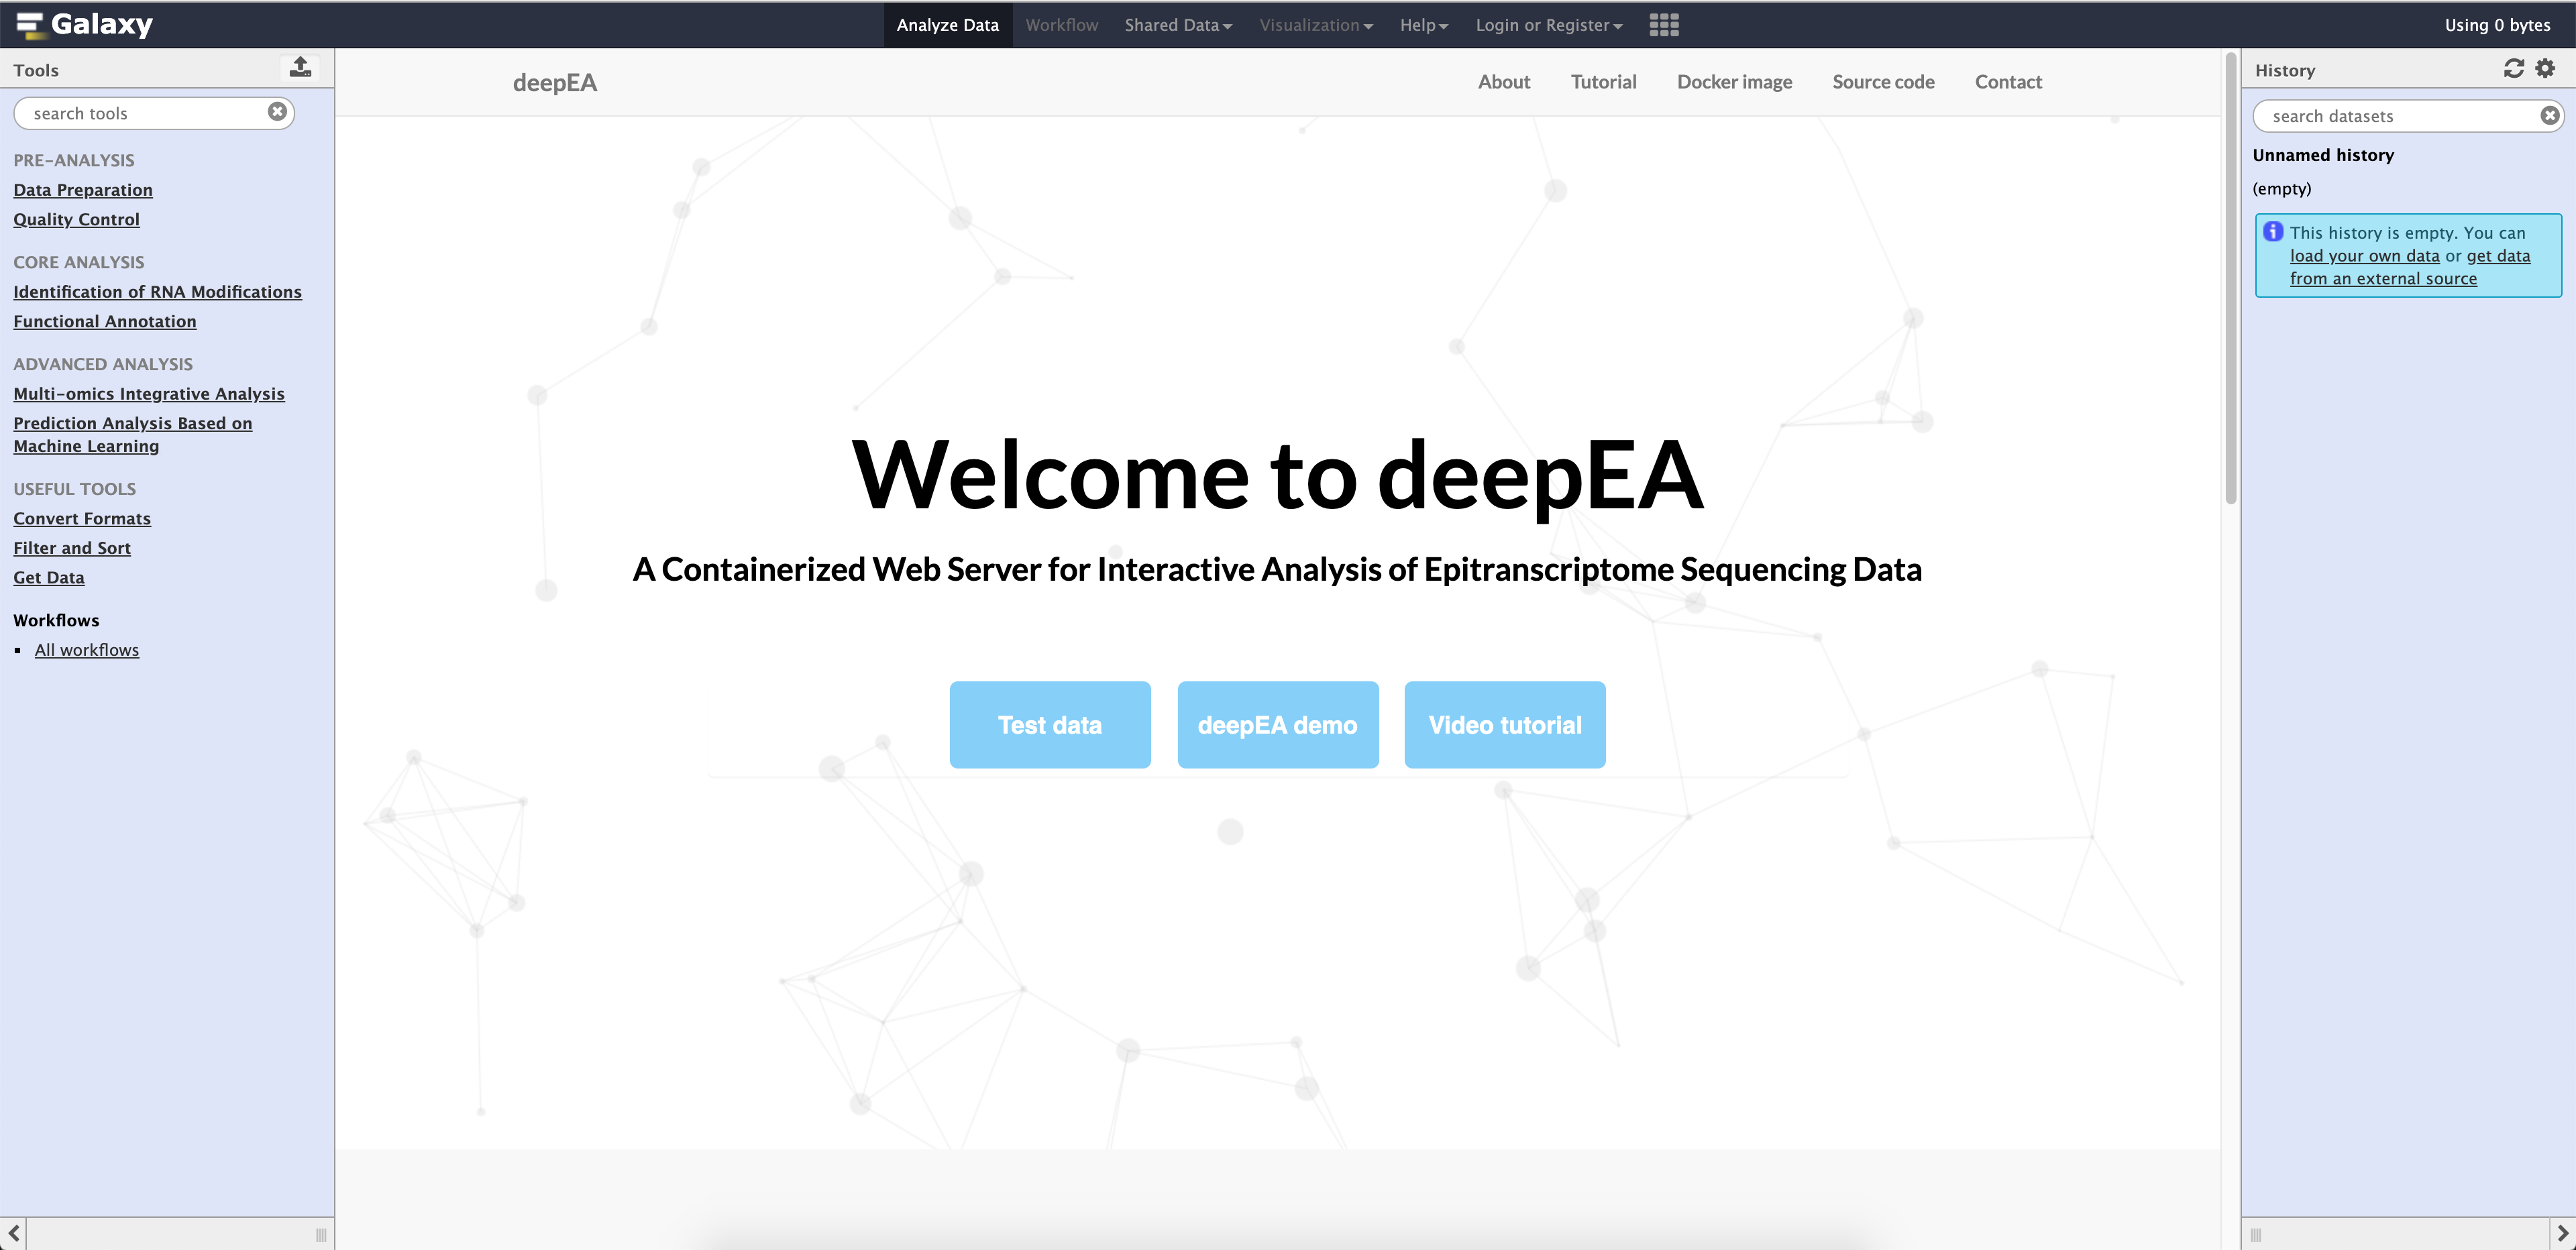 Galaxy
Analyze Data
Workflow
Shared Data
Visualization
Help
Login or Register
Using 0 bytes
Tools
search tools
PRE-ANALYSIS
Data Preparation
Quality Control
CORE ANALYSIS
Identification of RNA Modifications
Functional Annotation
ADVANCED ANALYSIS
Multi-omics Integrative Analysis
Prediction Analysis Based on
Machine Learning
USEFUL TOOLS
Convert Formats
Filter and Sort
Get Data
Workflows
All workflows
deepEA
About
Tutorial
Docker image
Source code
Contact
Welcome to deepEA
A Containerized Web Server for Interactive Analysis of Epitranscriptome Sequencing Data
Test data
deepEA demo
Video tutorial
History
search datasets
Unnamed history
(empty)
This history is empty. You can
load your own data or get data
from an external source